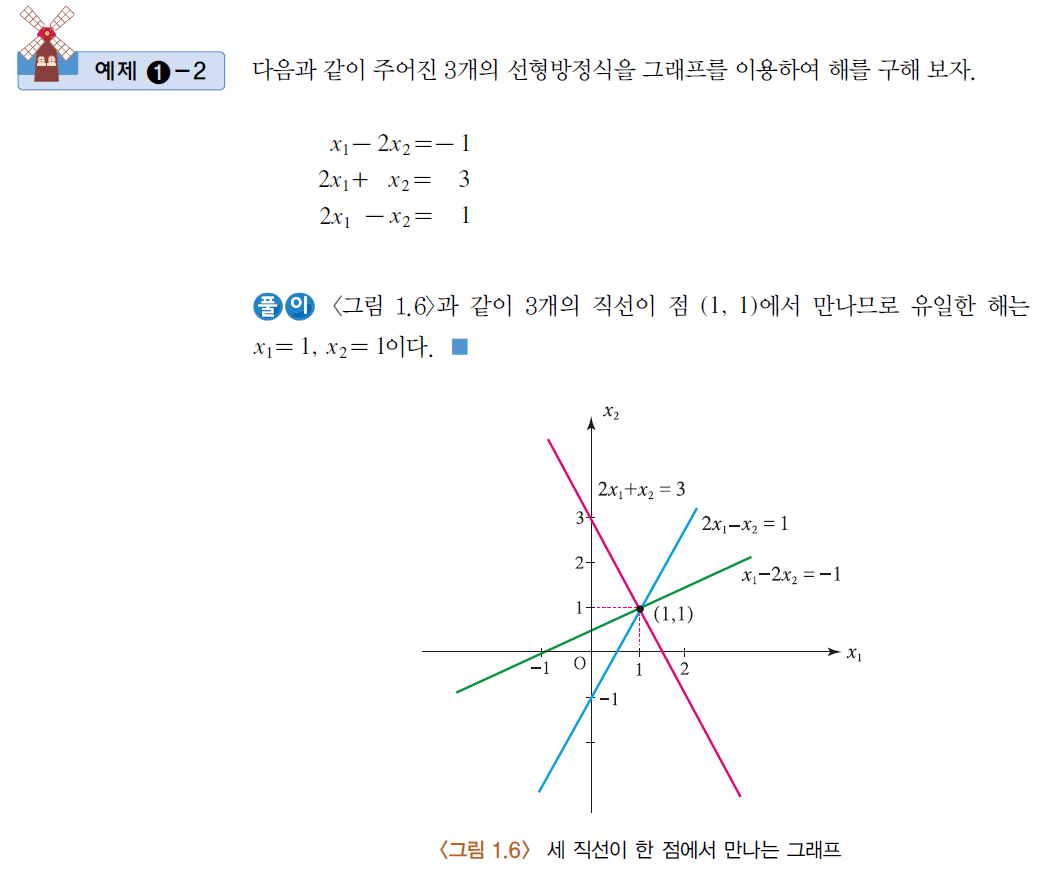 예제 ❶-2
다음과 같이 주어진 3개의 선형방정식을 그래프를 이용하여 해를 구해 보자.
x₁− 2x₂=− 1
2x₁+ x₂= 3
2x₁ −x₂= 1
풀이 〈그림 1.6〉과 같이 3개의 직선이 점 (1, 1)에서 만나므로 유일한 해는
x₁= 1, x₂= 1이다. ■
x₂
2x₁+x₂ = 3
3
2x₁−x₂ = 1
2
x₁−2x₂ = −1
1
(1,1)
−1
O
1
2
x₁
−1
〈그림 1.6〉 세 직선이 한 점에서 만나는 그래프